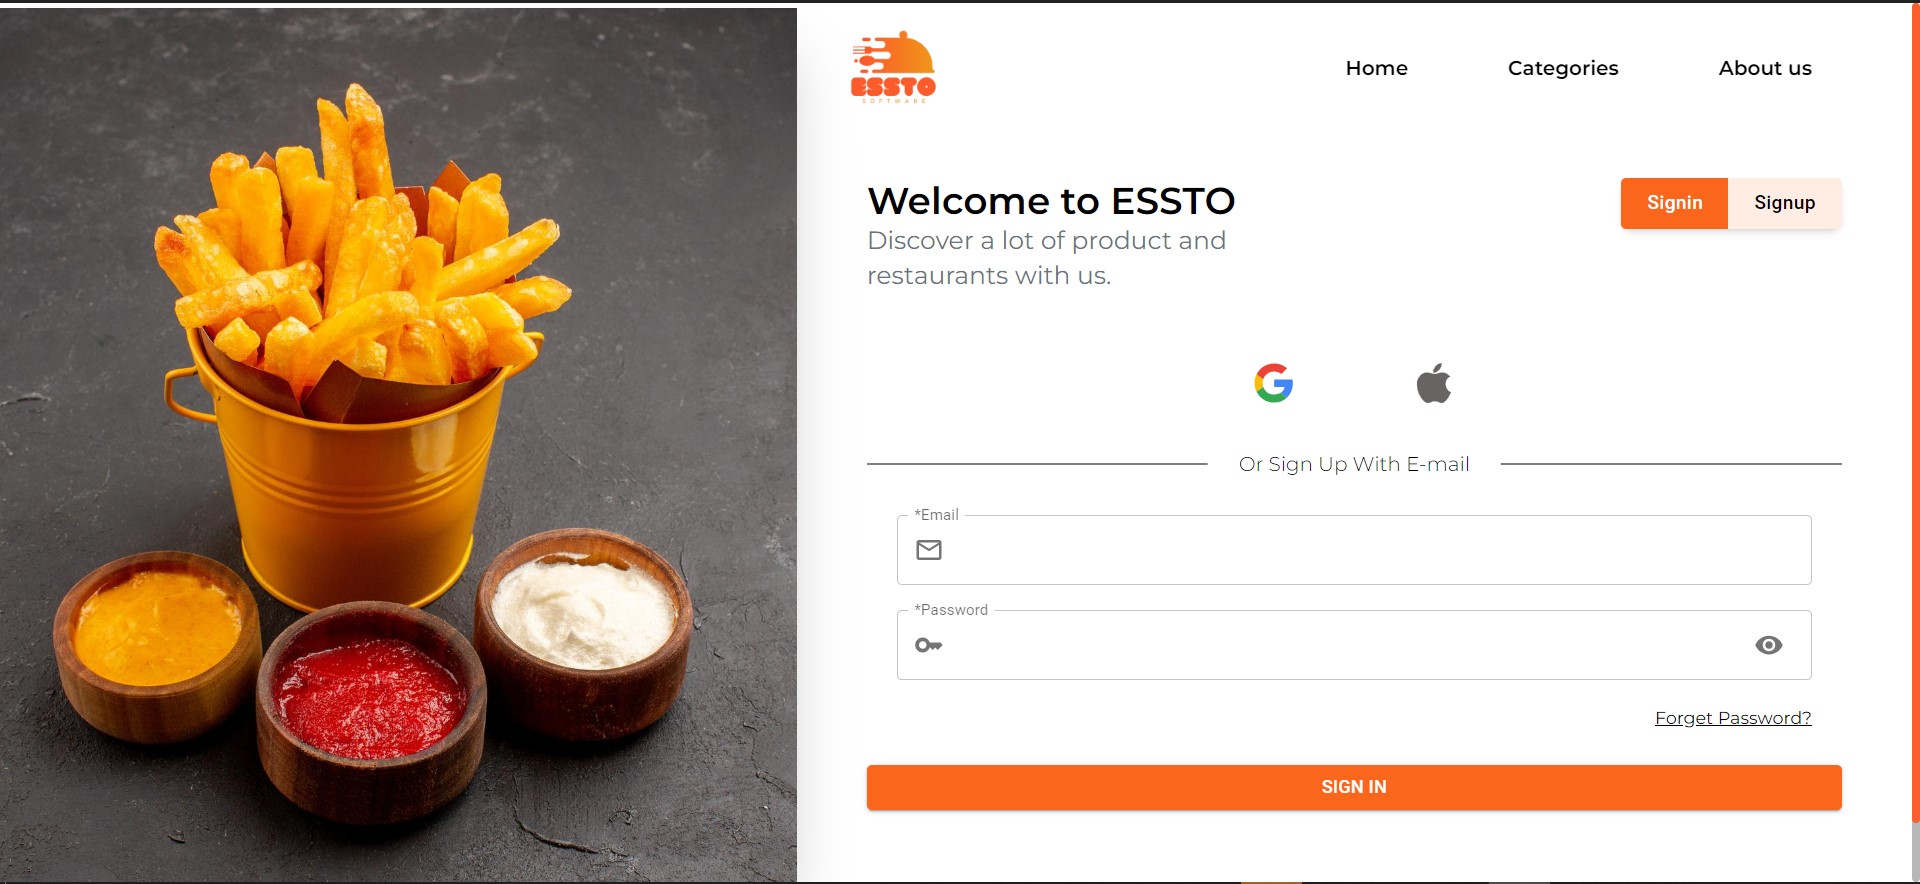 ESSTO
SOFTWARE
Home
Categories
About us
Welcome to ESSTO
Discover a lot of product and
restaurants with us.
Signin
Signup
Or Sign Up With E-mail
*Email
*Password
Forget Password?
SIGN IN